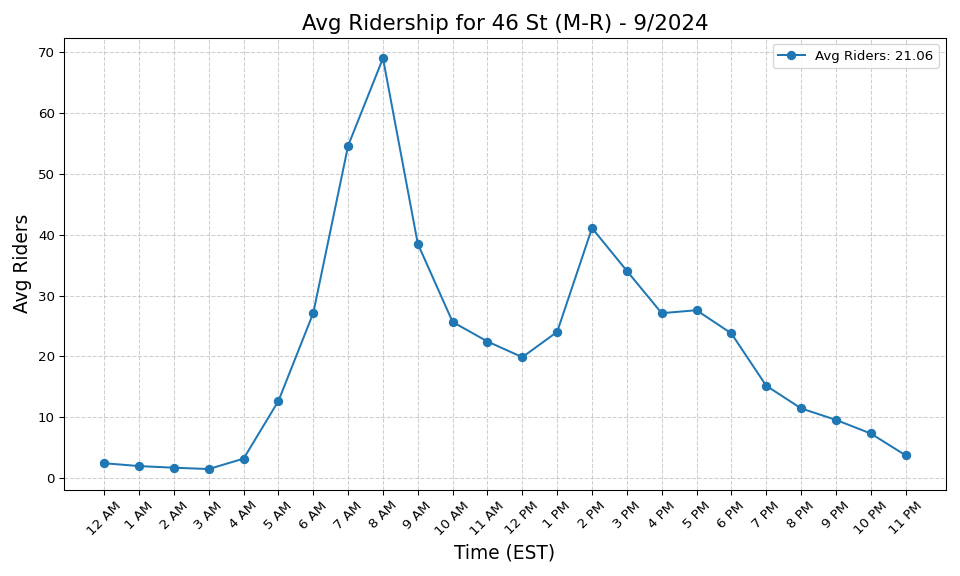 Avg Ridership for 46 St (M-R) - 9/2024
Avg Riders: 21.06
Avg Riders
70
60
50
40
30
20
10
0
12 AM
1 AM
2 AM
3 AM
4 AM
5 AM
6 AM
7 AM
8 AM
9 AM
10 AM
11 AM
12 PM
1 PM
2 PM
3 PM
4 PM
5 PM
6 PM
7 PM
8 PM
9 PM
10 PM
11 PM
Time (EST)